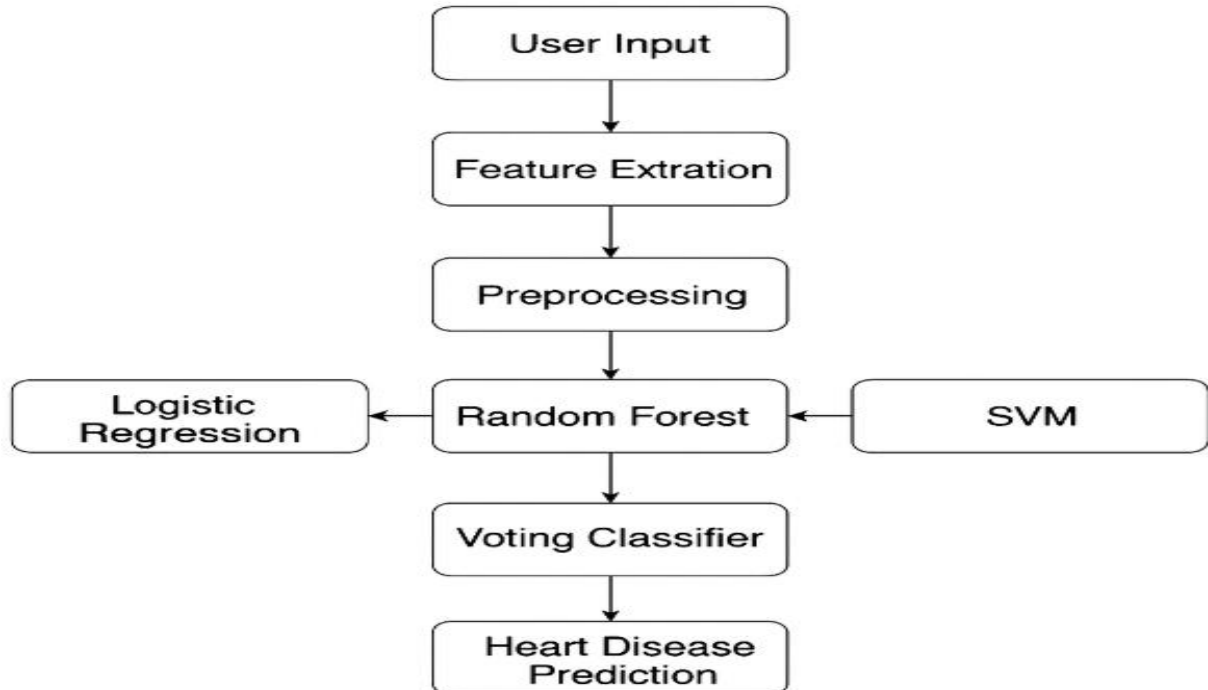 User Input
Feature Extration
Preprocessing
Logistic
Regression
Random Forest
SVM
Voting Classifier
Heart Disease
Prediction